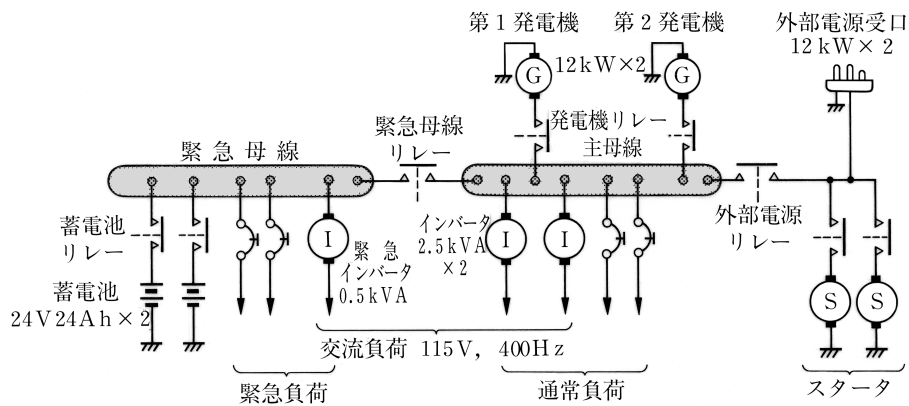 第1発電機
第2発電機
外部電源受口
12kW×2
G
12kW×2
G
緊急母線
リレー
発電機リレー
主母線
緊急母線
外部電源
リレー
蓄電池
リレー
I
緊急
インバータ
0.5kVA
インバータ
2.5kVA
×2
I
I
蓄電池
24V24Ah×2
S
S
交流負荷 115V, 400Hz
緊急負荷
通常負荷
スタータ